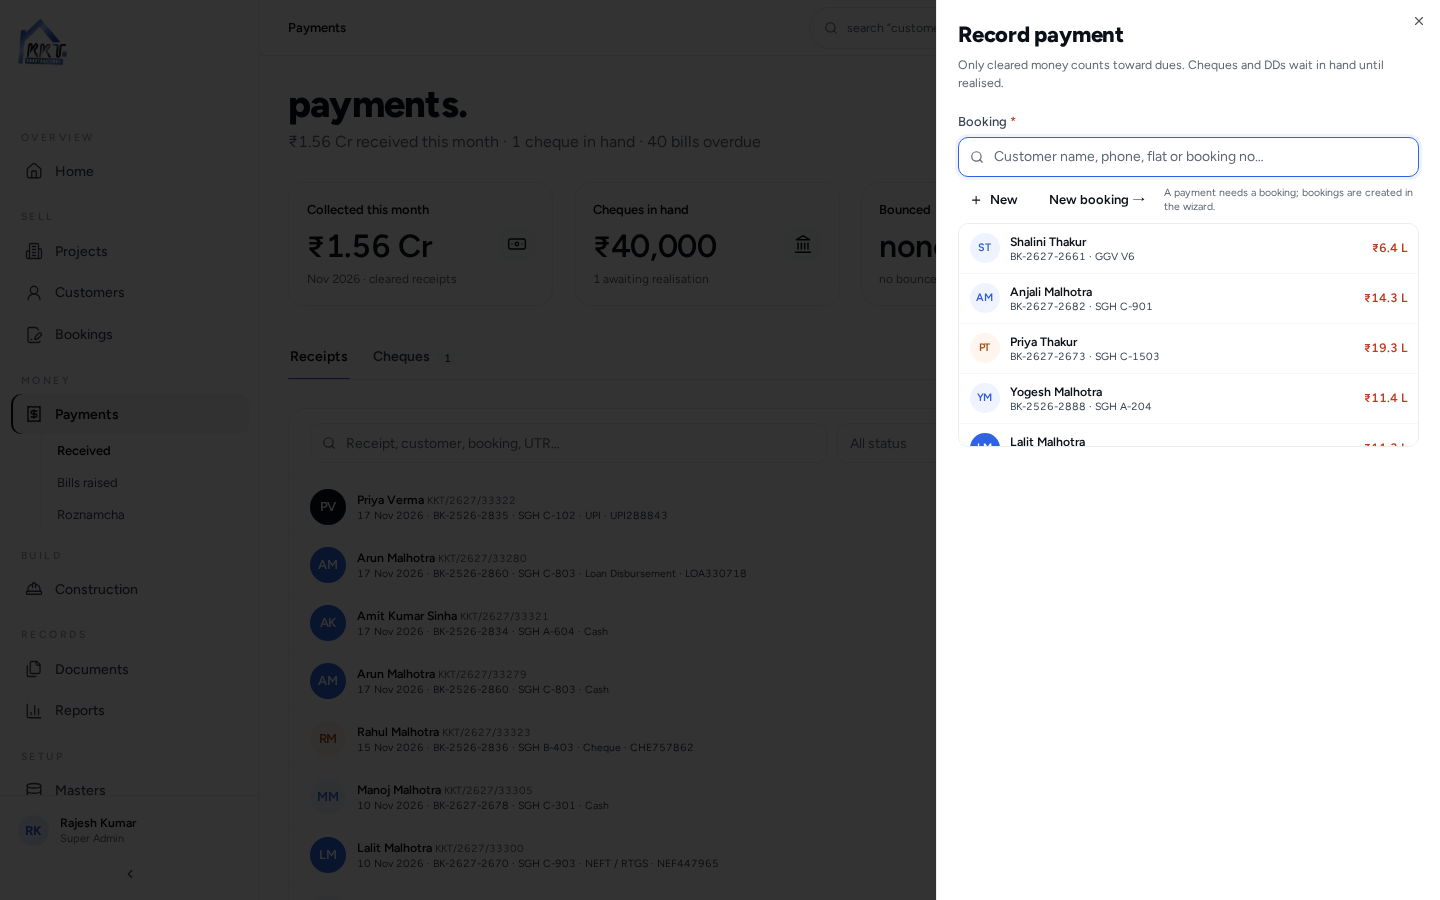 KKT
OVERVIEW
Home
SELL
Projects
Customers
Bookings
MONEY
Payments
Received
Bills raised
Roznamcha
BUILD
Construction
RECORDS
Documents
Reports
SETUP
Masters
RK
Rajesh Kumar
Super Admin
Payments
search "custome
payments.
₹1.56 Cr received this month · 1 cheque in hand · 40 bills overdue
Collected this month
₹1.56 Cr
Nov 2026 · cleared receipts
Cheques in hand
₹40,000
1 awaiting realisation
Bounced
none
no bounce
Receipts
Cheques 1
Receipt, customer, booking, UTR...
All status
PV
Priya Verma KKT/2627/33322
17 Nov 2026 · BK-2526-2835 · SGH C-102 · UPI · UPI288843
AM
Arun Malhotra KKT/2627/33280
17 Nov 2026 · BK-2526-2860 · SGH C-803 · Loan Disbursement · LOA330718
AK
Amit Kumar Sinha KKT/2627/33321
17 Nov 2026 · BK-2526-2834 · SGH A-604 · Cash
AM
Arun Malhotra KKT/2627/33279
17 Nov 2026 · BK-2526-2860 · SGH C-803 · Cash
RM
Rahul Malhotra KKT/2627/33323
15 Nov 2026 · BK-2526-2836 · SGH B-403 · Cheque · CHE757862
MM
Manoj Malhotra KKT/2627/33305
10 Nov 2026 · BK-2627-2678 · SGH C-301 · Cash
LM
Lalit Malhotra KKT/2627/33300
10 Nov 2026 · BK-2627-2670 · SGH C-903 · NEFT / RTGS · NEF447965
Record payment
Only cleared money counts toward dues. Cheques and DDs wait in hand until
realised.
Booking *
Customer name, phone, flat or booking no...
+ New
New booking →
A payment needs a booking; bookings are created in
the wizard.
ST
Shalini Thakur
BK-2627-2661 · GGV V6
₹6.4 L
AM
Anjali Malhotra
BK-2627-2682 · SGH C-901
₹14.3 L
PT
Priya Thakur
BK-2627-2673 · SGH C-1503
₹19.3 L
YM
Yogesh Malhotra
BK-2526-2888 · SGH A-204
₹11.4 L
LM
Lalit Malhotra